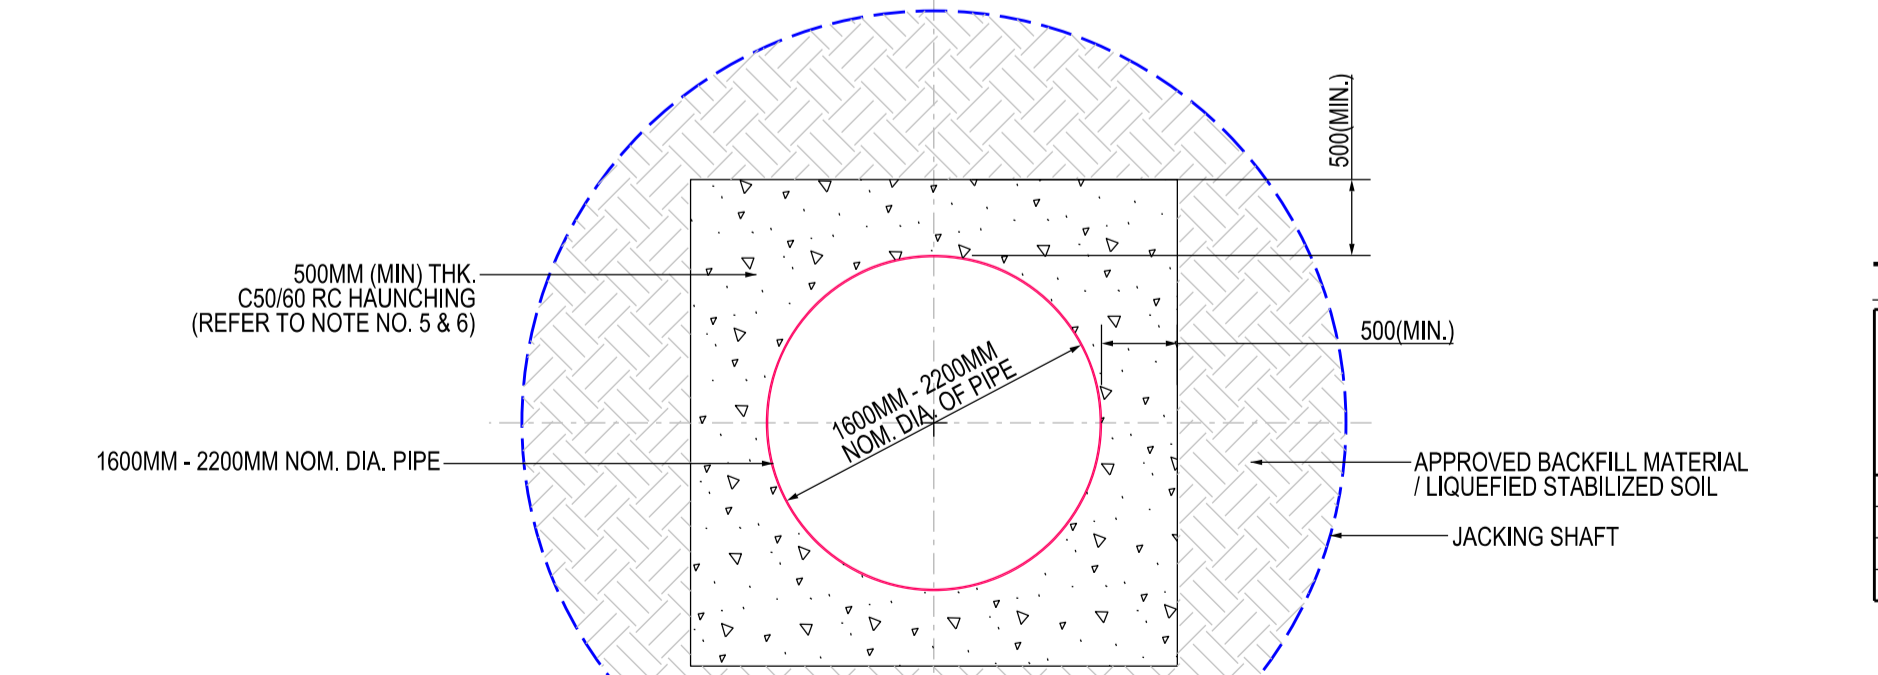 500(MIN.)
500MM (MIN) THK.
C50/60 RC HAUNCHING
(REFER TO NOTE NO. 5 & 6)
500(MIN.)
1600MM - 2200MM
NOM. DIA. OF PIPE
1600MM - 2200MM NOM. DIA. PIPE
APPROVED BACKFILL MATERIAL
/ LIQUEFIED STABILIZED SOIL
JACKING SHAFT